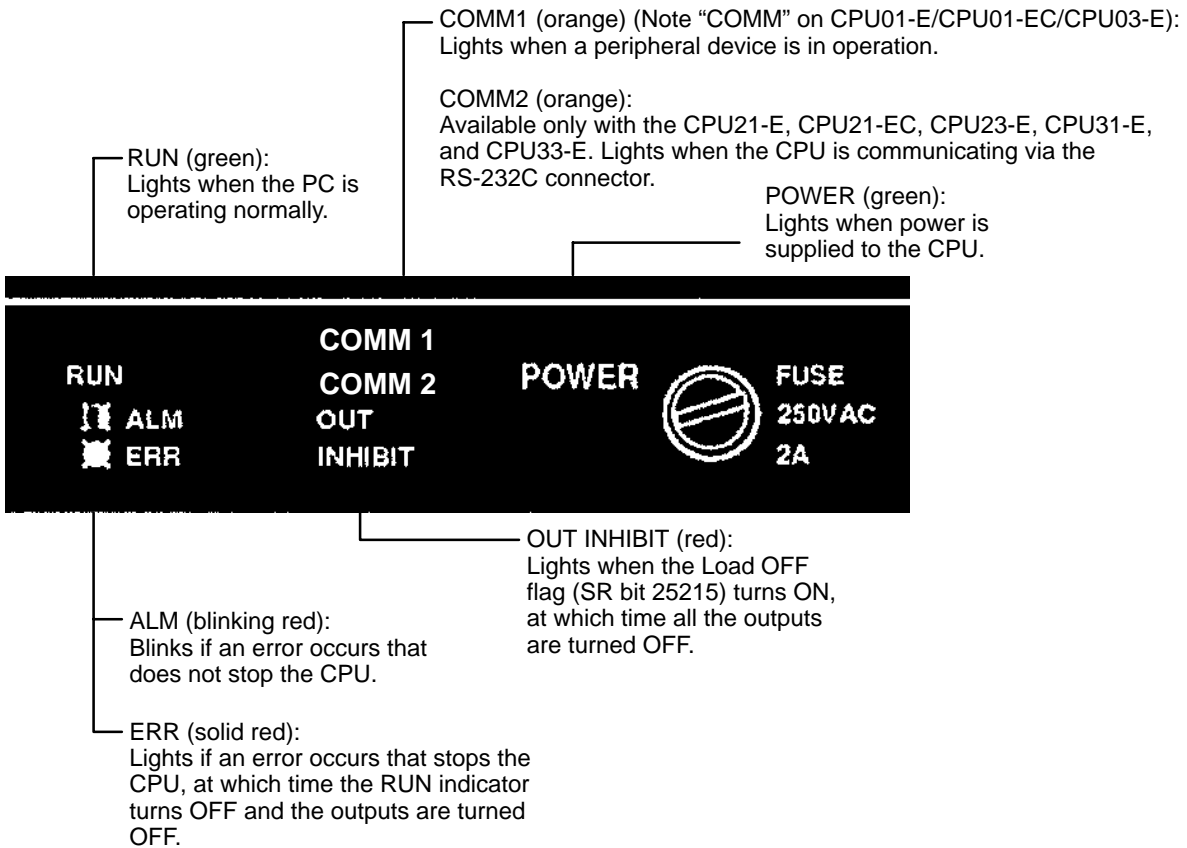 COMM1 (orange) (Note “COMM” on CPU01-E/CPU01-EC/CPU03-E):
Lights when a peripheral device is in operation.
COMM2 (orange):
Available only with the CPU21-E, CPU21-EC, CPU23-E, CPU31-E,
and CPU33-E. Lights when the CPU is communicating via the
RS-232C connector.
RUN (green):
Lights when the PC is
operating normally.
POWER (green):
Lights when power is
supplied to the CPU.
RUN
ALM
ERR
COMM 1
COMM 2
OUT
INHIBIT
POWER
FUSE
250VAC
2A
OUT INHIBIT (red):
Lights when the Load OFF
flag (SR bit 25215) turns ON,
at which time all the outputs
are turned OFF.
ALM (blinking red):
Blinks if an error occurs that
does not stop the CPU.
ERR (solid red):
Lights if an error occurs that stops the
CPU, at which time the RUN indicator
turns OFF and the outputs are turned
OFF.